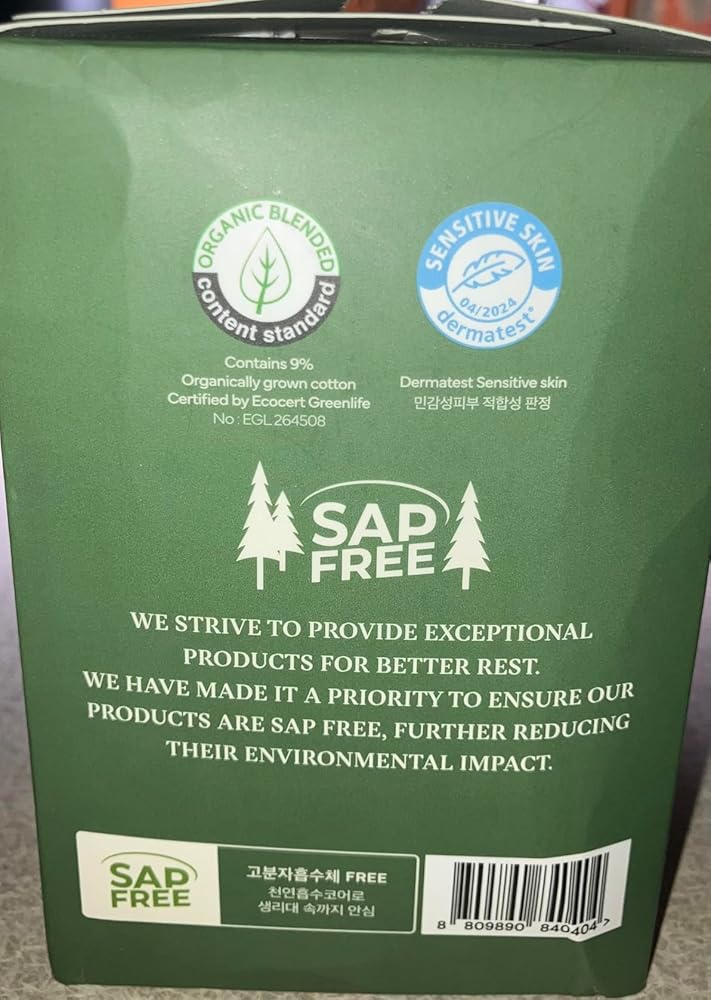 ORGANIC BLENDED
content standard
Contains 9%
Organically grown cotton
Certified by Ecocert Greenlife
No : EGL 264508
SENSITIVE SKIN
04/2024
dermatest®
Dermatest Sensitive skin
민감성피부 적합성 판정
SAP
FREE
WE STRIVE TO PROVIDE EXCEPTIONAL
PRODUCTS FOR BETTER REST.
WE HAVE MADE IT A PRIORITY TO ENSURE OUR
PRODUCTS ARE SAP FREE, FURTHER REDUCING
THEIR ENVIRONMENTAL IMPACT.
SAP
FREE
고분자흡수체 FREE
천연흡수코어로
생리대 속까지 안심
8 809890 840404 7